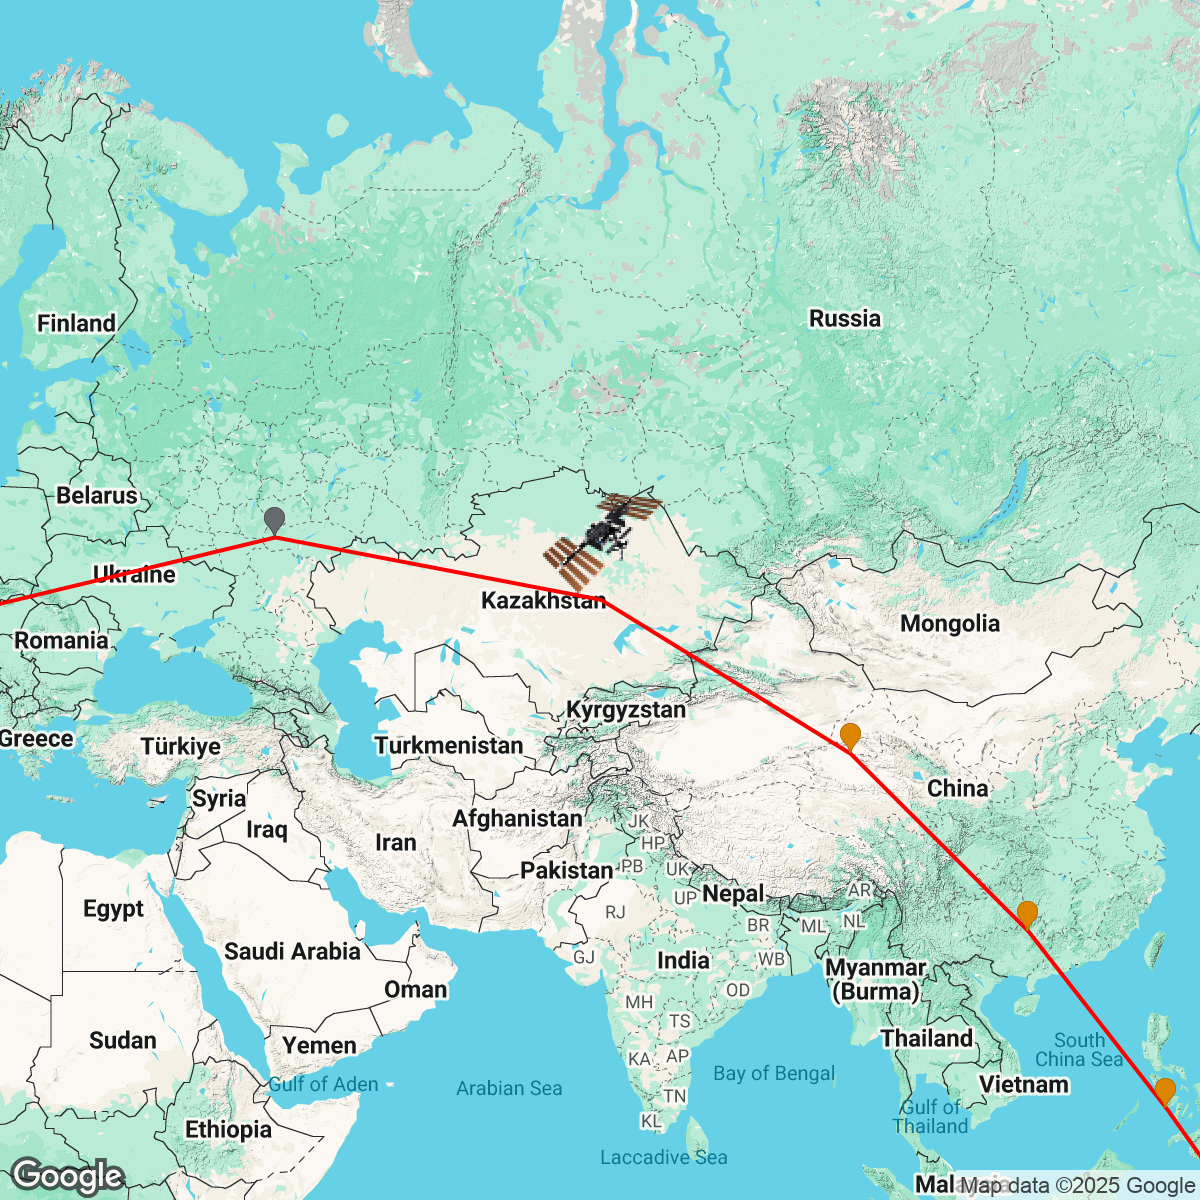 Finland
Russia
Belarus
Ukraine
Kazakhstan
Mongolia
Romania
Kyrgyzstan
Greece
Türkiye
Turkmenistan
China
Syria
Afghanistan
Iraq
Iran
JK
HP
Pakistan
PB
UK
Nepal
UP
AR
Egypt
RJ
BR
ML
NL
Saudi Arabia
GJ
India
WB
Myanmar
(Burma)
Oman
OD
MH
TS
Sudan
Yemen
Thailand
South
China Sea
KA
AP
Gulf of Aden
Arabian Sea
Bay of Bengal
Vietnam
TN
KL
Gulf of
Thailand
Ethiopia
Laccadive Sea
Google
Map data ©2025 Google